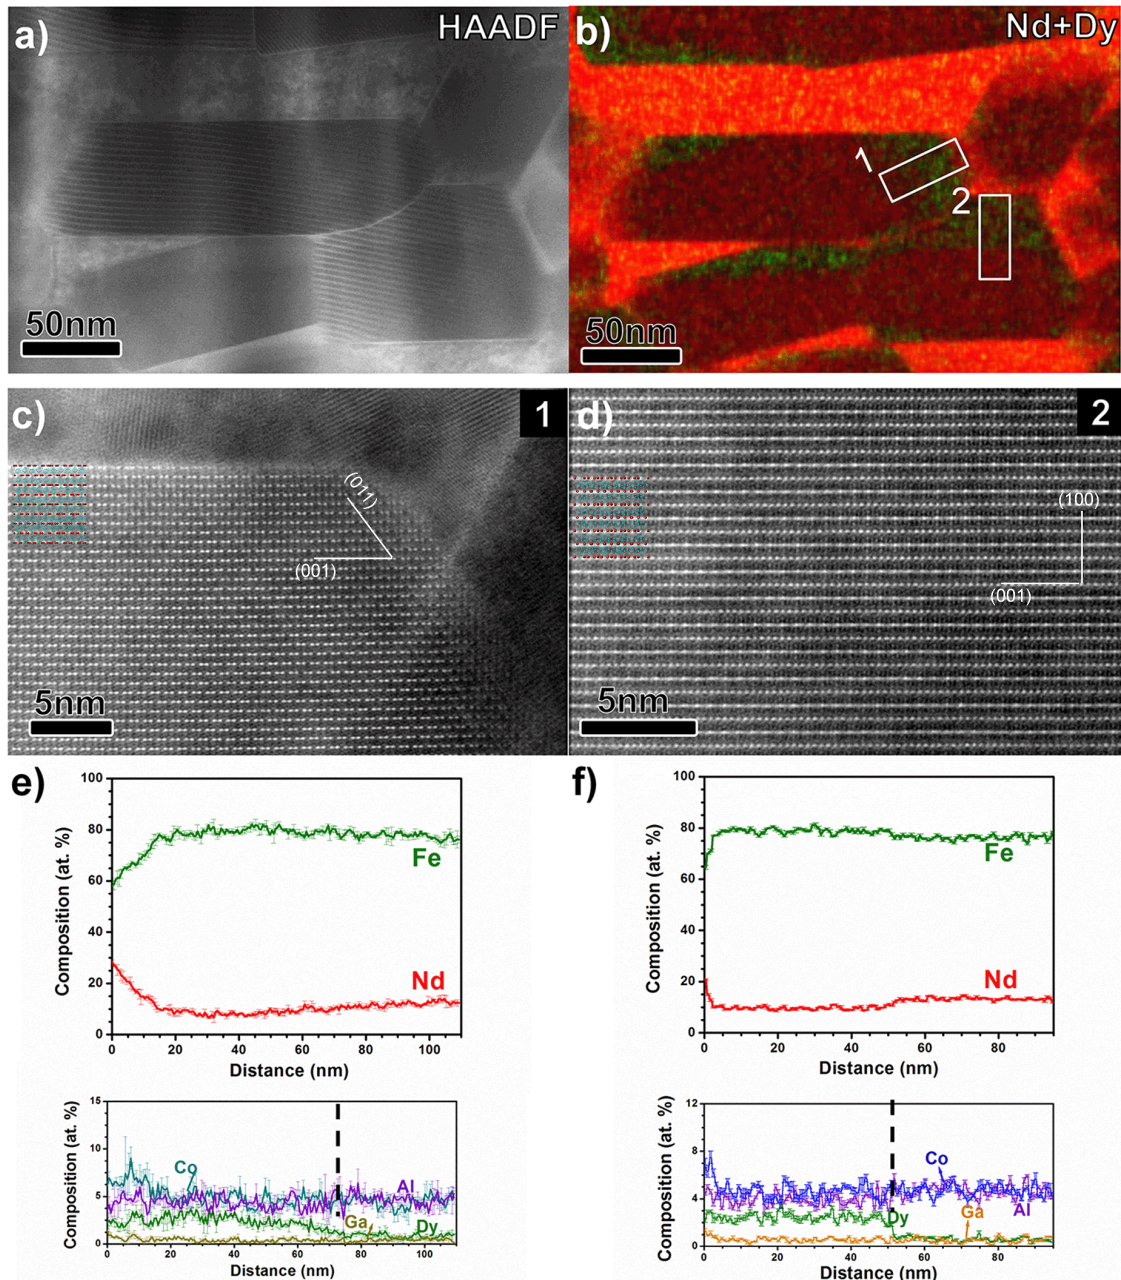 a)
HAADF
50nm
b)
Nd+Dy
1
2
50nm
c)
1
(011)
(001)
5nm
d)
2
(100)
(001)
5nm
e)
100
80
60
40
20
0
Composition (at. %)
Fe
Nd
0 20 40 60 80 100
Distance (nm)
15
10
5
0
Composition (at. %)
Co
Al
Ga
Dy
0 20 40 60 80 100
Distance (nm)
f)
100
80
60
40
20
0
Composition (at. %)
Fe
Nd
0 20 40 60 80
Distance (nm)
12
8
4
0
Composition (at. %)
Co
Al
Dy
Ga
0 20 40 60 80
Distance (nm)